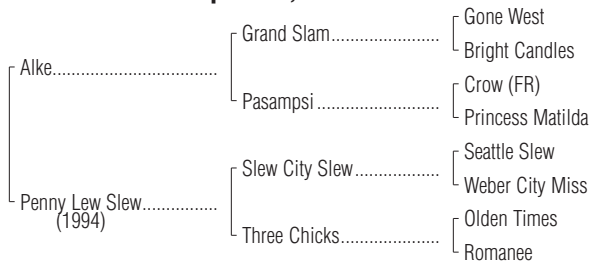 Gone West
Grand Slam..........................
Bright Candles
Alke.......................................
Crow (FR)
Pasampsi.............................
Princess Matilda
Seattle Slew
Slew City Slew....................
Weber City Miss
Penny Lew Slew..................
(1994)
Olden Times
Three Chicks.......................
Romanee